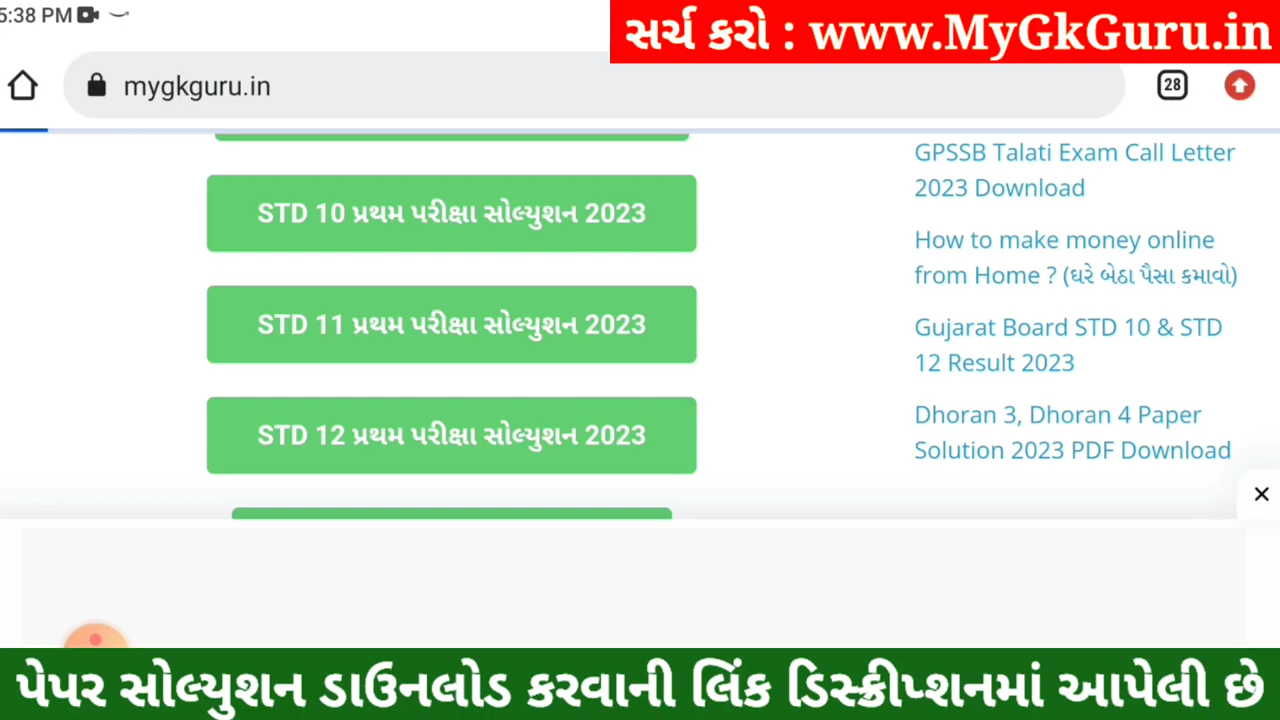 5:38 PM
સર્ચ કરો : www.MyGkGuru.in
mygkguru.in
28
STD 10 પ્રથમ પરીક્ષા સોલ્યુશન 2023
STD 11 પ્રથમ પરીક્ષા સોલ્યુશન 2023
STD 12 પ્રથમ પરીક્ષા સોલ્યુશન 2023
GPSSB Talati Exam Call Letter
2023 Download
How to make money online
from Home ? (ઘરે બેઠા પૈસા કમાવો)
Gujarat Board STD 10 & STD
12 Result 2023
Dhoran 3, Dhoran 4 Paper
Solution 2023 PDF Download
પેપર સોલ્યુશન ડાઉનલોડ કરવાની લિંક ડિસ્ક્રીપ્શનમાં આપેલી છે